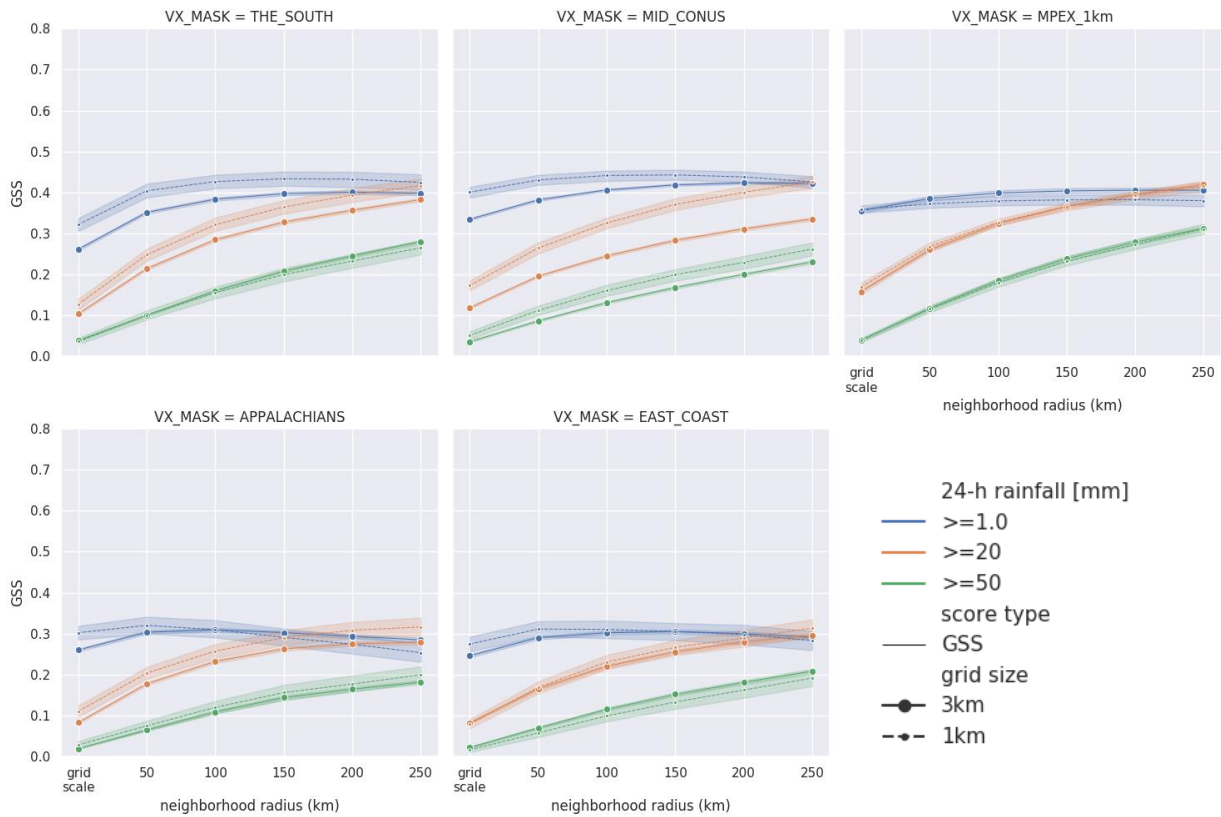 VX_MASK = THE_SOUTH
VX_MASK = MID_CONUS
VX_MASK = MPEX_1km
0.8
0.7
0.6
0.5
0.4
0.3
0.2
0.1
0.0
GSS
grid scale
50
100
150
200
250
neighborhood radius (km)
VX_MASK = APPALACHIANS
VX_MASK = EAST_COAST
0.8
0.7
0.6
0.5
0.4
0.3
0.2
0.1
0.0
GSS
grid scale
50
100
150
200
250
neighborhood radius (km)
grid scale
50
100
150
200
250
neighborhood radius (km)
24-h rainfall [mm]
>=1.0
>=20
>=50
score type
GSS
grid size
3km
1km